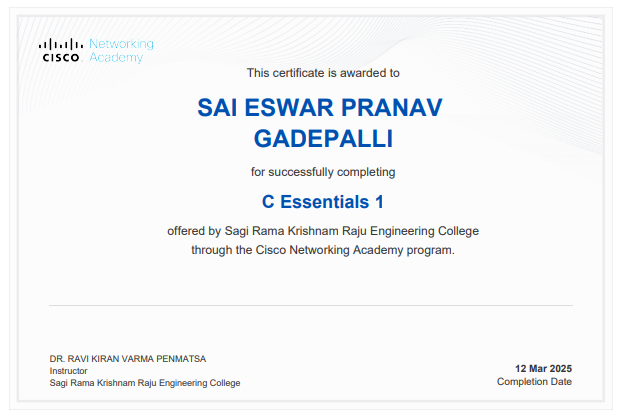 CISCO
Networking
Academy
This certificate is awarded to
SAI ESWAR PRANAV
GADEPALLI
for successfully completing
C Essentials 1
offered by Sagi Rama Krishnam Raju Engineering College
through the Cisco Networking Academy program.
DR. RAVI KIRAN VARMA PENMATSA
Instructor
Sagi Rama Krishnam Raju Engineering College
12 Mar 2025
Completion Date